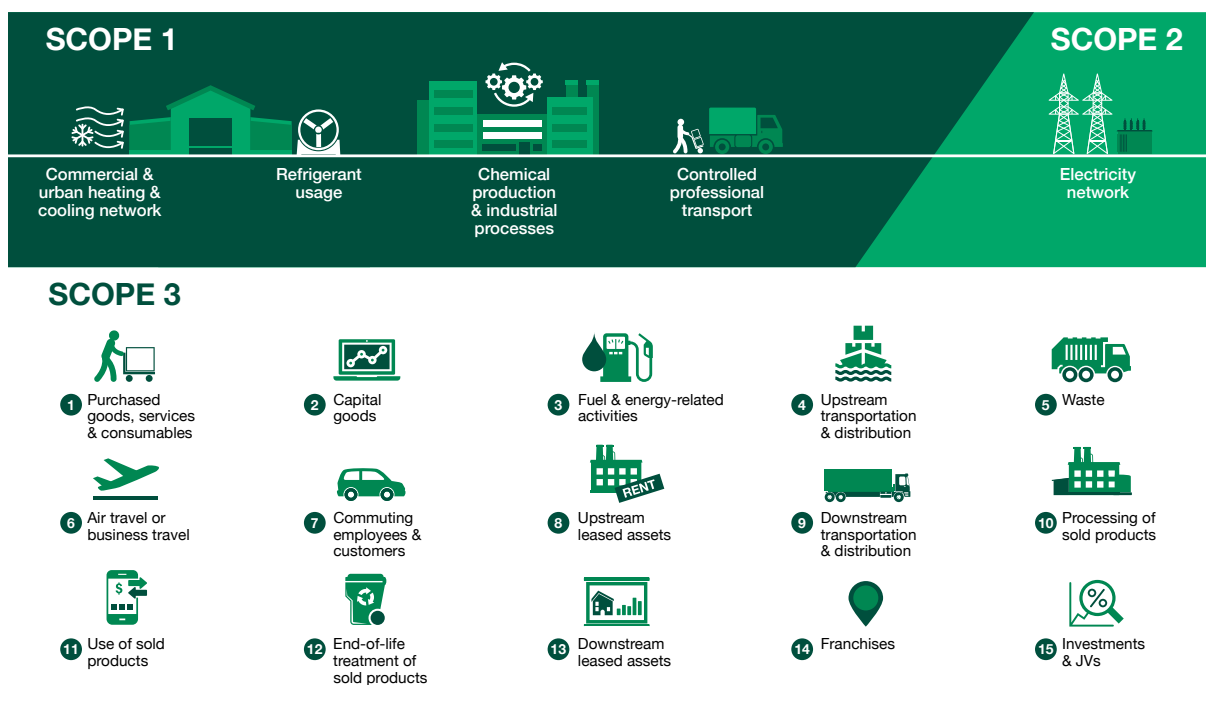 SCOPE 1
SCOPE 2
Commercial &
urban heating &
cooling network
Refrigerant
usage
Chemical
production
& industrial
processes
Controlled
professional
transport
Electricity
network
SCOPE 3
1 Purchased
goods, services
& consumables
2 Capital
goods
3 Fuel & energy-related
activities
4 Upstream
transportation
& distribution
5 Waste
6 Air travel or
business travel
7 Commuting
employees &
customers
RENT
8 Upstream
leased assets
9 Downstream
transportation
& distribution
10 Processing of
sold products
$
11 Use of sold
products
12 End-of-life
treatment of
sold products
13 Downstream
leased assets
14 Franchises
%
15 Investments
& JVs